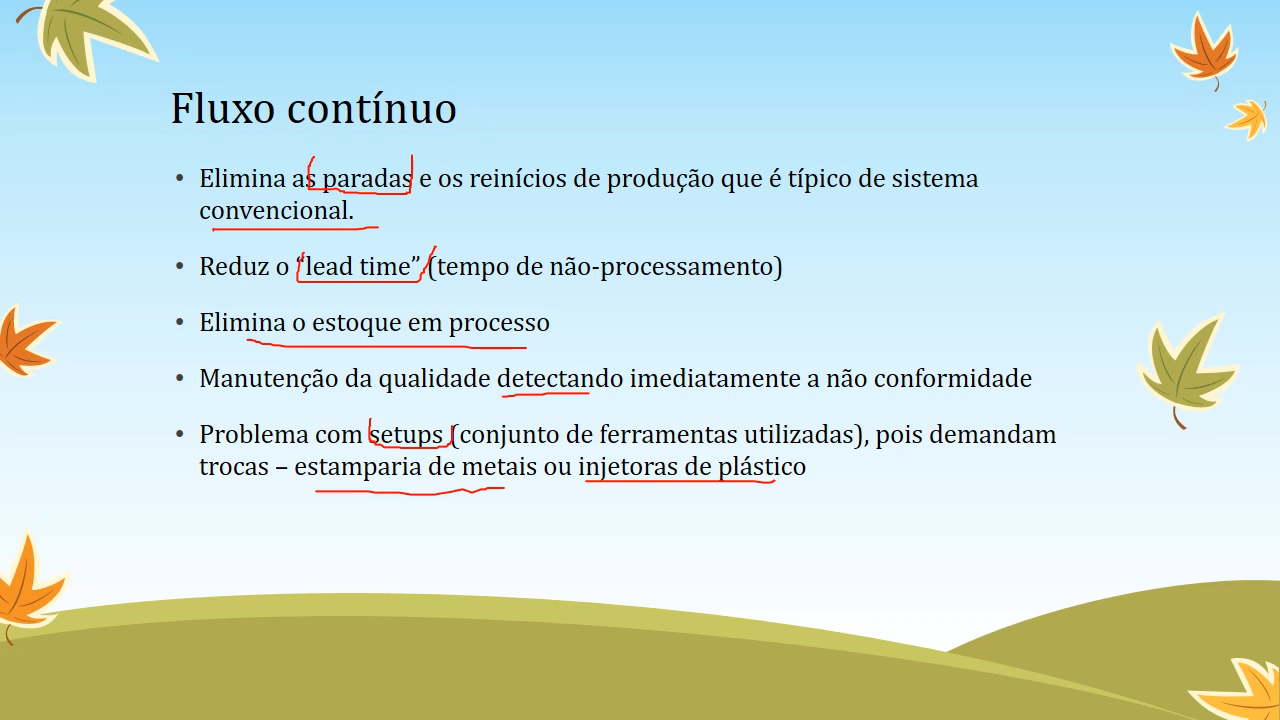 Fluxo contínuo
• Elimina as paradas e os reinícios de produção que é típico de sistema
convencional.
• Reduz o “lead time” (tempo de não-processamento)
• Elimina o estoque em processo
• Manutenção da qualidade detectando imediatamente a não conformidade
• Problema com setups (conjunto de ferramentas utilizadas), pois demandam
trocas – estamparia de metais ou injetoras de plástico